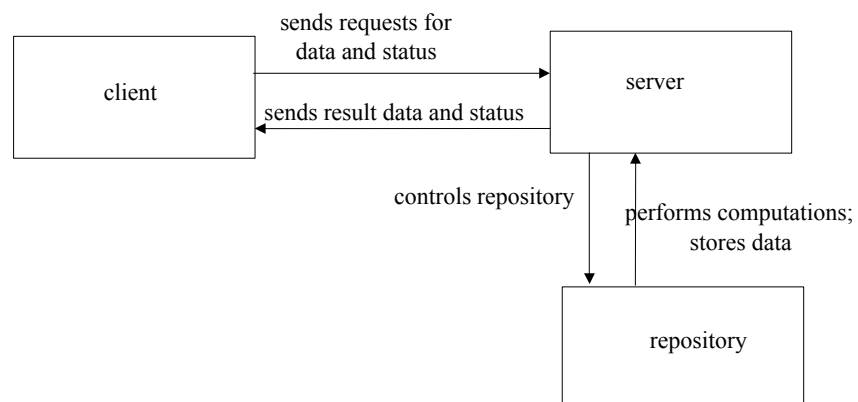 sends requests for
data and status
client
server
sends result data and status
controls repository
performs computations;
stores data
repository